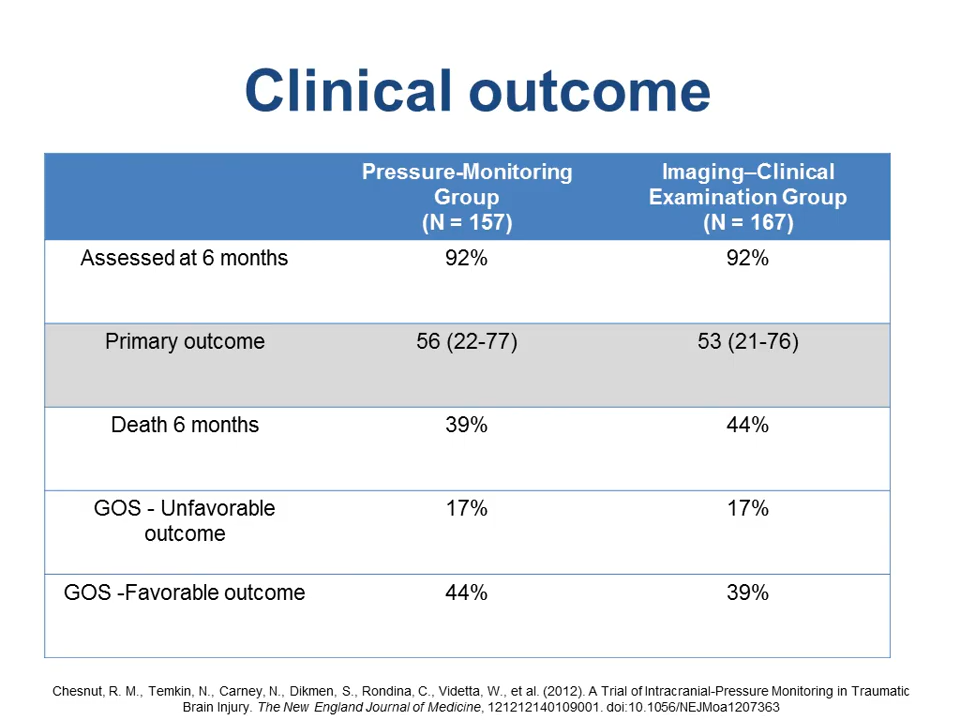 Clinical outcome
Pressure-Monitoring Group (N = 157)
Imaging–Clinical Examination Group (N = 167)
Assessed at 6 months 92% 92%
Primary outcome 56 (22-77) 53 (21-76)
Death 6 months 39% 44%
GOS - Unfavorable outcome 17% 17%
GOS -Favorable outcome 44% 39%
Chesnut, R. M., Temkin, N., Carney, N., Dikmen, S., Rondina, C., Videtta, W., et al. (2012). A Trial of Intracranial-Pressure Monitoring in Traumatic
Brain Injury. The New England Journal of Medicine, 121212140109001. doi:10.1056/NEJMoa1207363